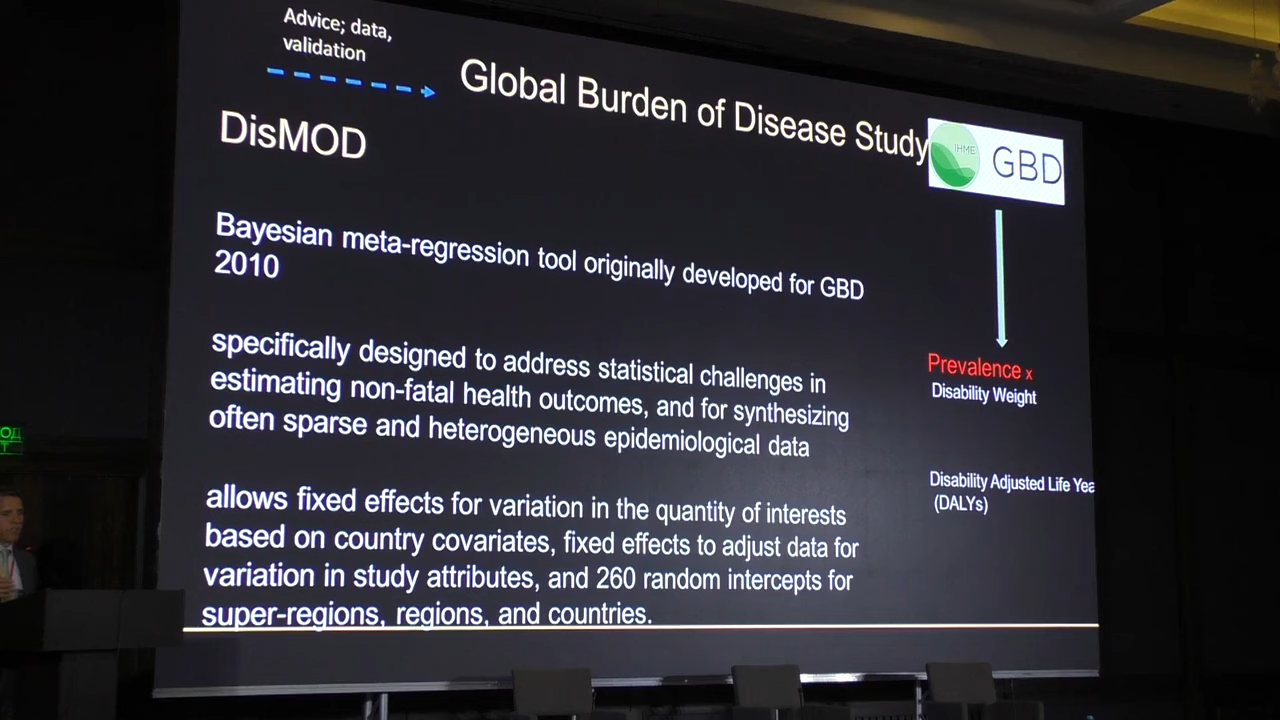 Advice; data,
validation
Global Burden of Disease Study
IHME
GBD
DisMOD
Bayesian meta-regression tool originally developed for GBD
2010
specifically designed to address statistical challenges in
estimating non-fatal health outcomes, and for synthesizing
often sparse and heterogeneous epidemiological data
allows fixed effects for variation in the quantity of interests
based on country covariates, fixed effects to adjust data for
variation in study attributes, and 260 random intercepts for
super-regions, regions, and countries.
Prevalence x
Disability Weight
Disability Adjusted Life Yea
(DALYs)